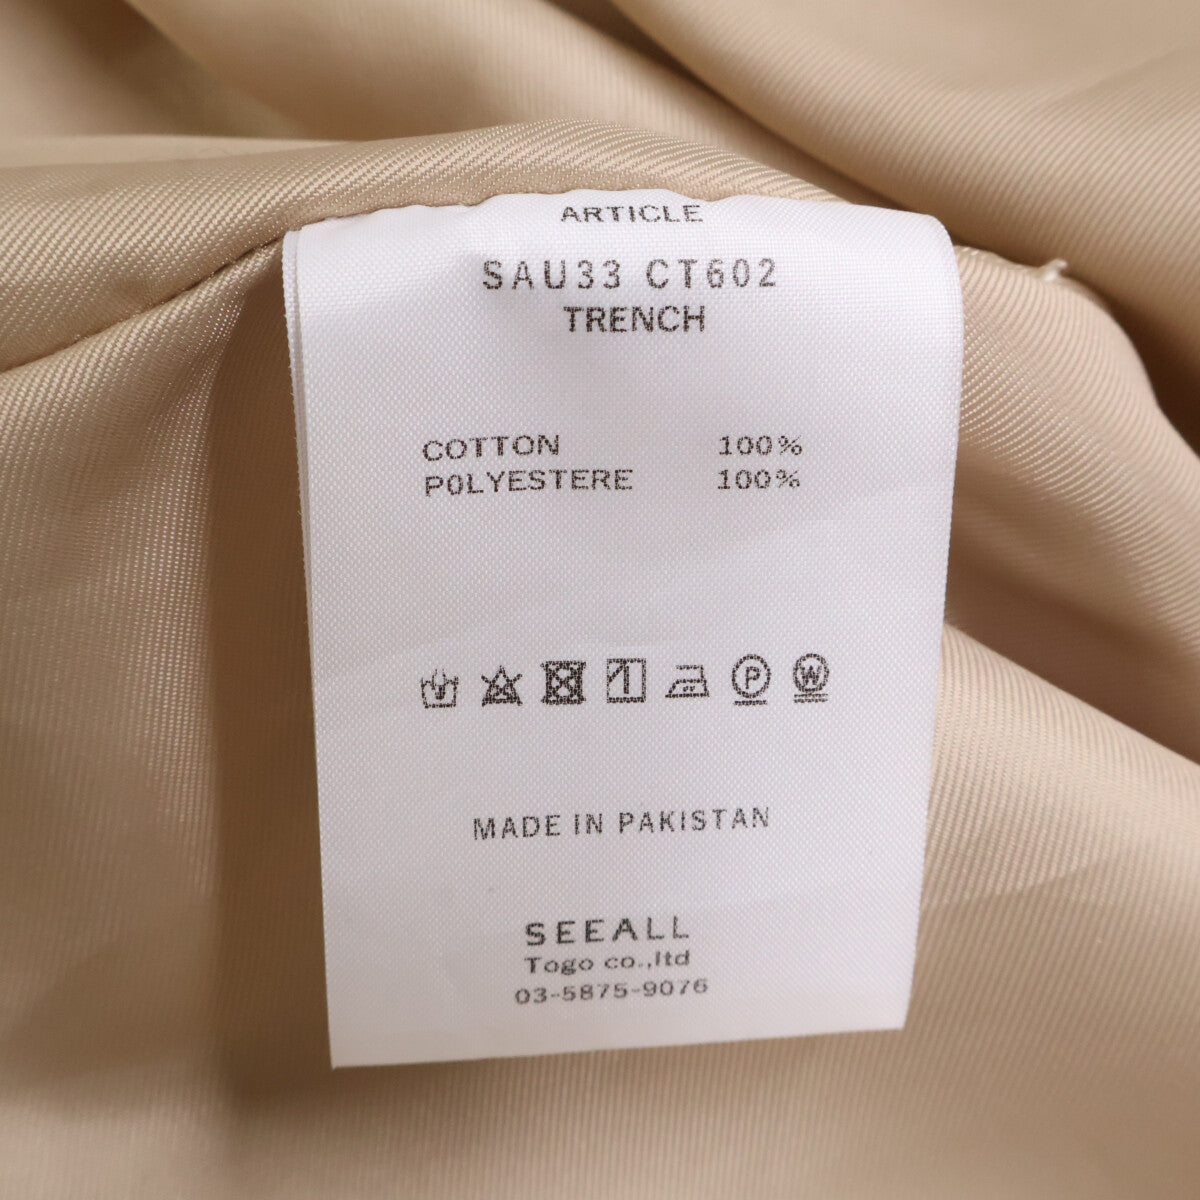 ARTICLE
SAU33 CT602
TRENCH
COTTON 100%
POLYESTERE 100%
P
W
MADE IN PAKISTAN
SEEALL
Togo co.,ltd
03-5875-9076